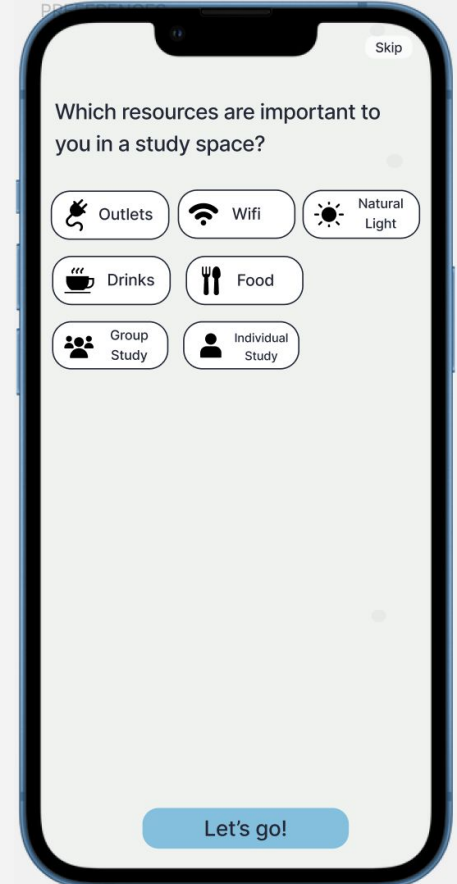 PREFERENCES
Skip
Which resources are important to
you in a study space?
Outlets
Wifi
Natural
Light
Drinks
Food
Group
Study
Individual
Study
Let's go!